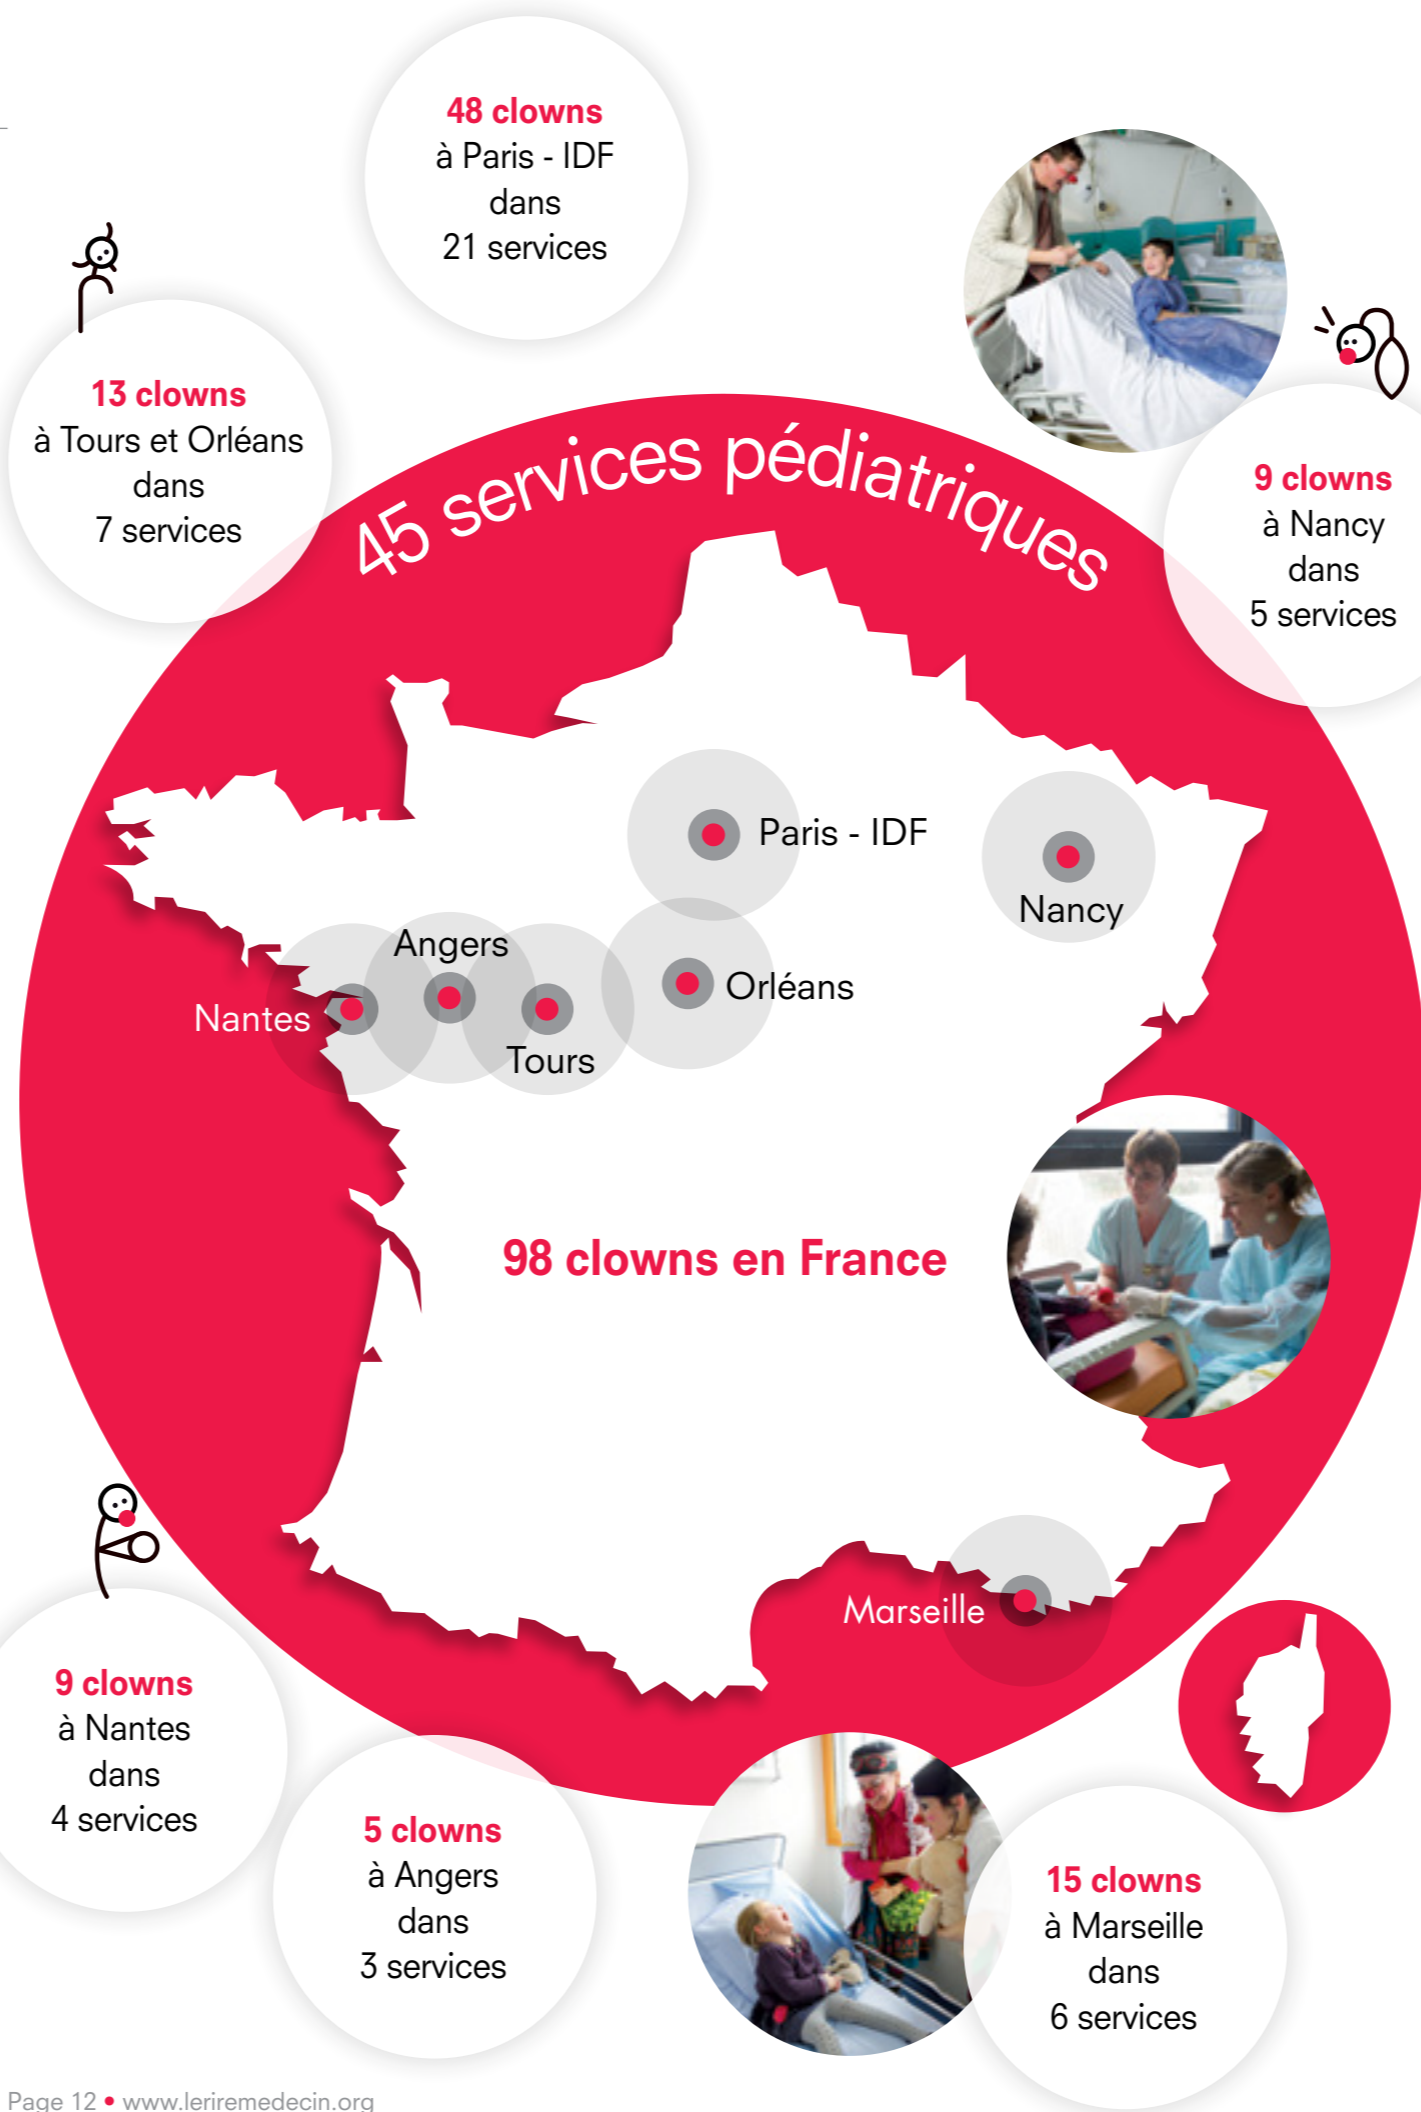 48 clowns
à Paris - IDF
dans
21 services
13 clowns
à Tours et Orléans
dans
7 services
9 clowns
à Nancy
dans
5 services
45 services pédiatriques
Paris - IDF
Nancy
Angers
Orléans
Nantes
Tours
98 clowns en France
Marseille
9 clowns
à Nantes
dans
4 services
5 clowns
à Angers
dans
3 services
15 clowns
à Marseille
dans
6 services
Page 12 • www.leriremedecin.org